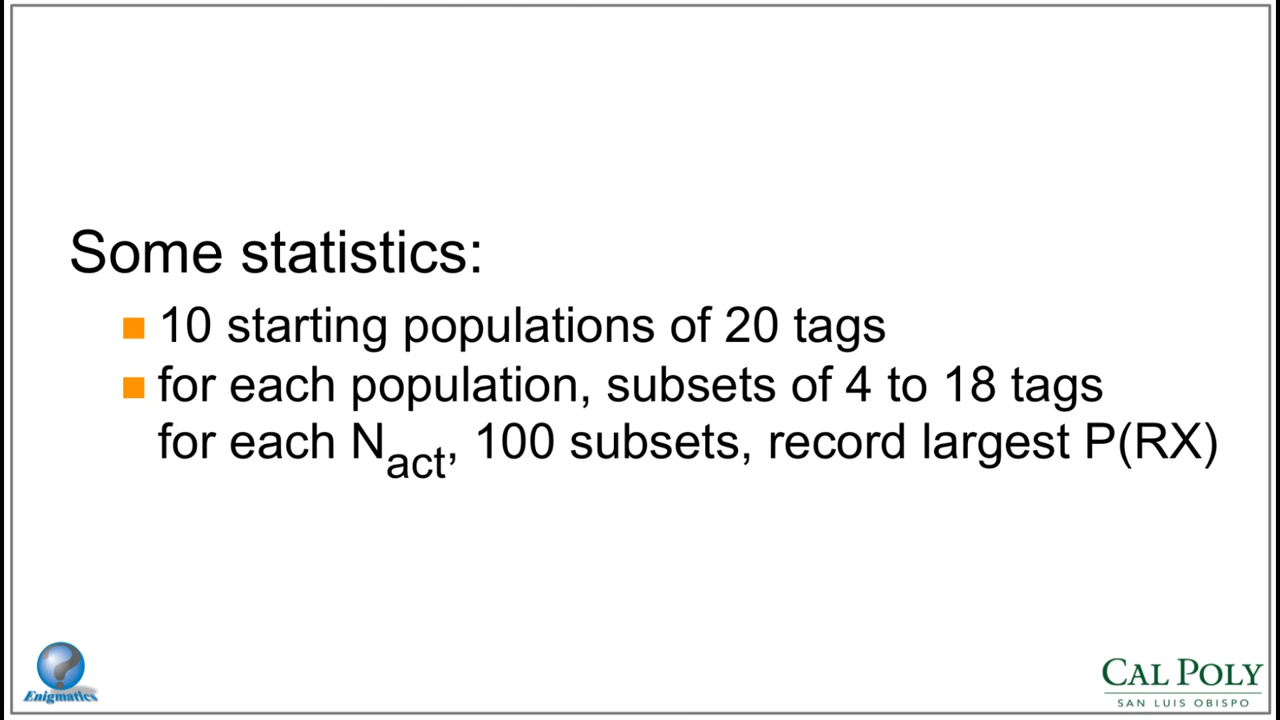 Some statistics:
10 starting populations of 20 tags
for each population, subsets of 4 to 18 tags
for each Nact, 100 subsets, record largest P(RX)
Enigmatics
CAL POLY
SAN LUIS OBISPO